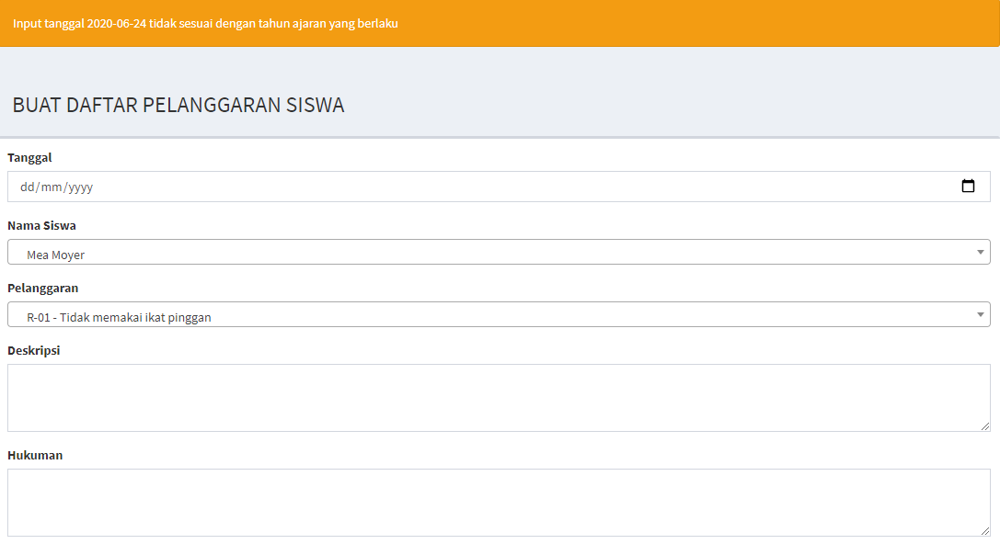 Input tanggal 2020-06-24 tidak sesuai dengan tahun ajaran yang berlaku
BUAT DAFTAR PELANGGARAN SISWA
Tanggal
dd/mm/yyyy
Nama Siswa
Mea Moyer
Pelanggaran
R-01 - Tidak memakai ikat pinggan
Deskripsi
Hukuman